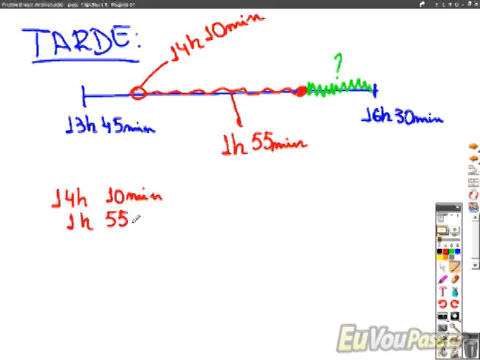 TARDE:
14h 10min
?
13h 45min
16h 30min
1h 55min
14h 10min
1h 55
EuVouPassar